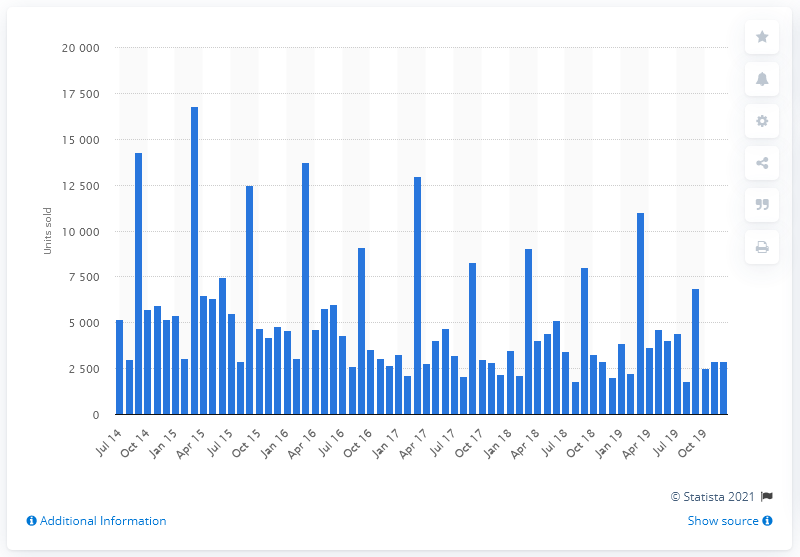 20 000
17 500
15 000
12 500
10 000
7 500
5 000
2 500
0
Units sold
Jul 14
Oct 14
Jan 15
Apr 15
Jul 15
Oct 15
Jan 16
Apr 16
Jul 16
Oct 16
Jan 17
Apr 17
Jul 17
Oct 17
Jan 18
Apr 18
Jul 18
Oct 18
Jan 19
Apr 19
Jul 19
Oct 19
© Statista 2021
Additional Information
Show source